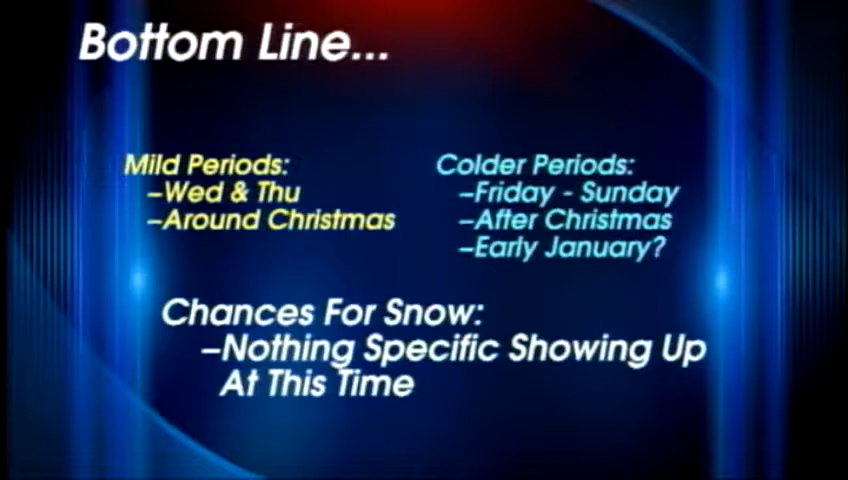 Bottom Line...
Mild Periods:
–Wed & Thu
–Around Christmas
Colder Periods:
–Friday - Sunday
–After Christmas
–Early January?
Chances For Snow:
–Nothing Specific Showing Up
At This Time